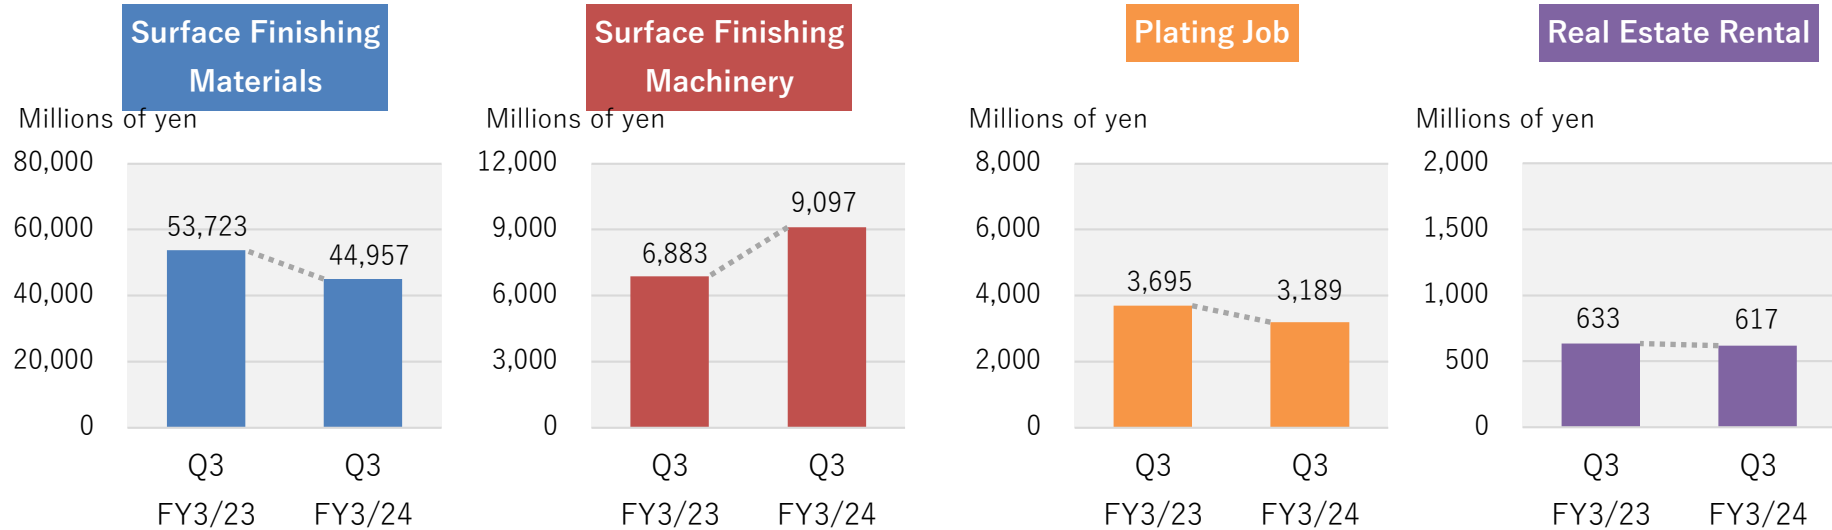 Surface Finishing
Materials
Millions of yen
80,000
60,000
40,000
20,000
0
53,723
44,957
Q3
FY3/23
Q3
FY3/24
Surface Finishing
Machinery
Millions of yen
12,000
9,000
6,000
3,000
0
6,883
9,097
Q3
FY3/23
Q3
FY3/24
Plating Job
Millions of yen
8,000
6,000
4,000
2,000
0
3,695
3,189
Q3
FY3/23
Q3
FY3/24
Real Estate Rental
Millions of yen
2,000
1,500
1,000
500
0
633
617
Q3
FY3/23
Q3
FY3/24